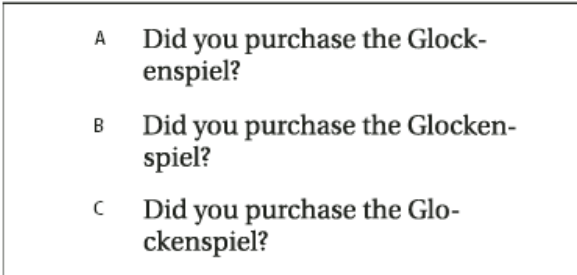 A Did you purchase the Glock-
enspiel?
B Did you purchase the Glocken-
spiel?
C Did you purchase the Glo-
ckenspiel?